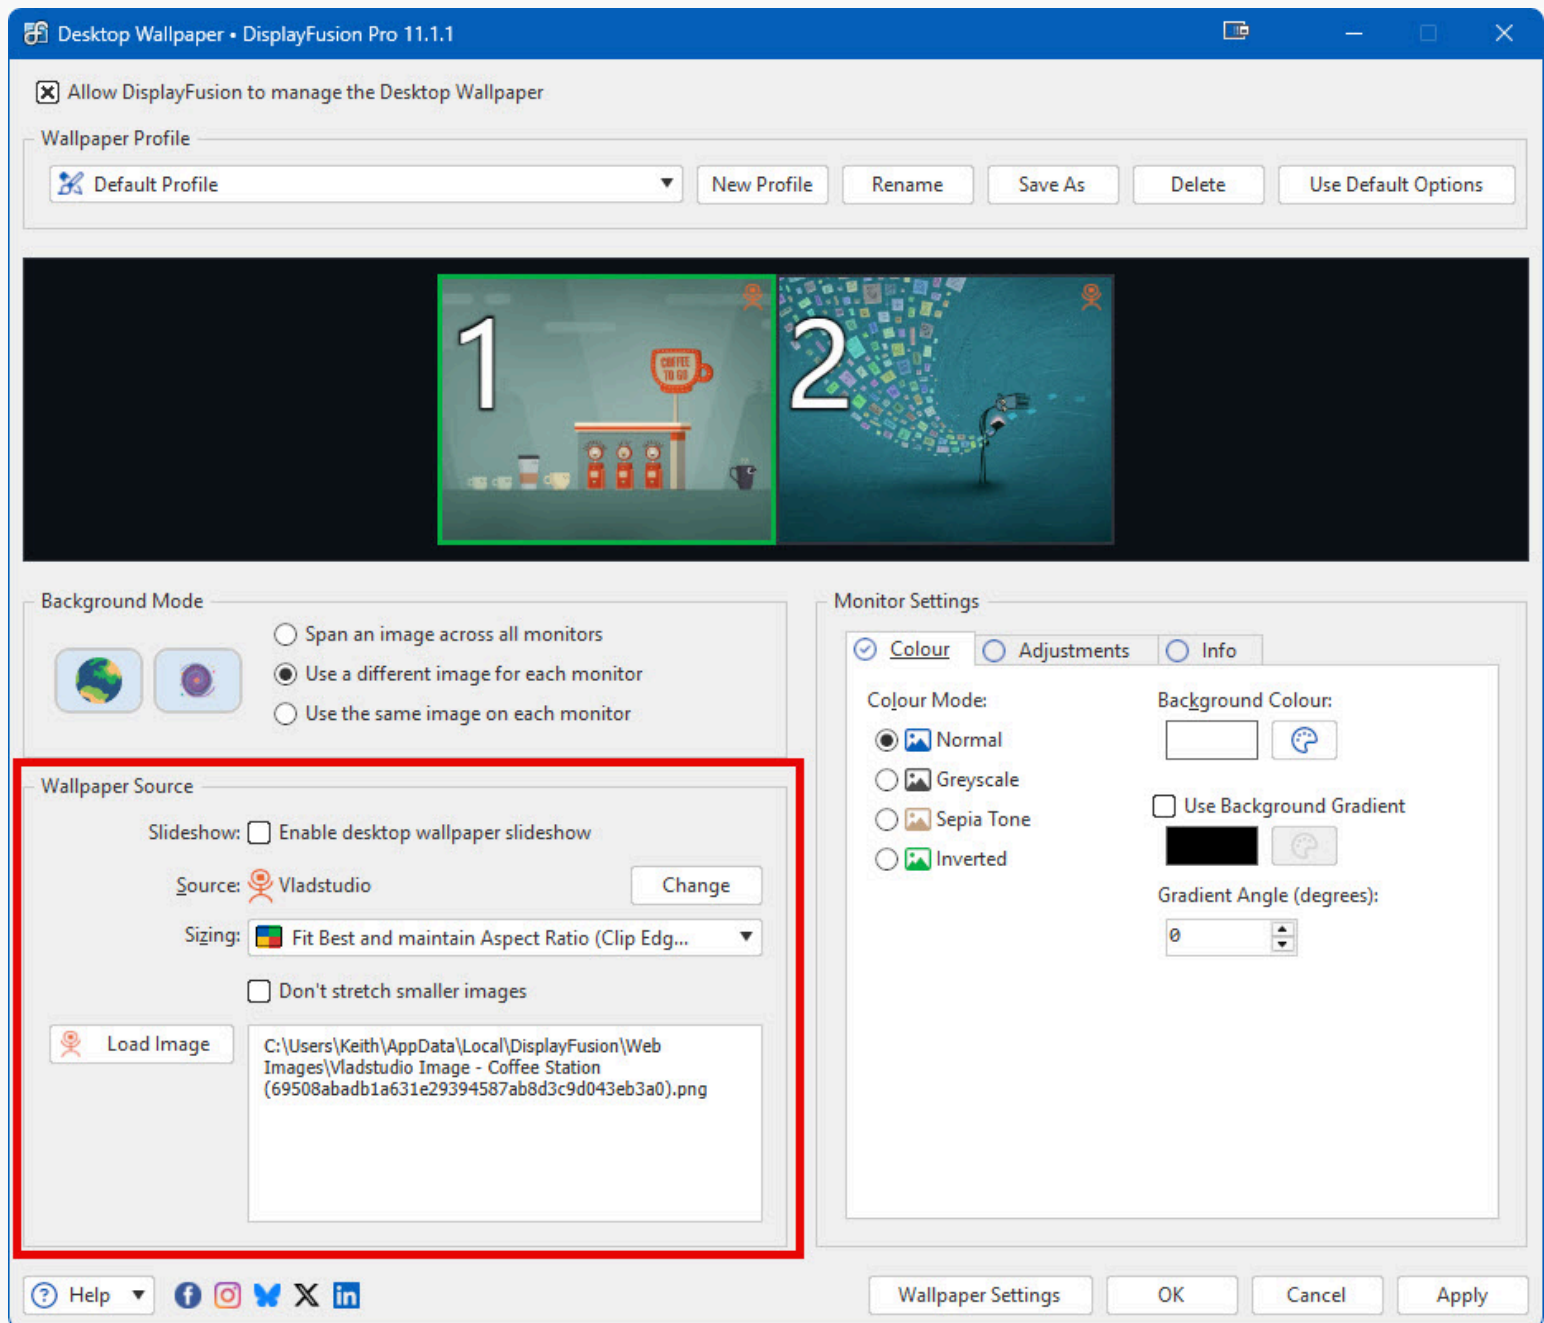 Desktop Wallpaper • DisplayFusion Pro 11.1.1
Allow DisplayFusion to manage the Desktop Wallpaper
Wallpaper Profile
Default Profile
New Profile
Rename
Save As
Delete
Use Default Options
1
COFFEE
TO GO
2
Background Mode
Span an image across all monitors
Use a different image for each monitor
Use the same image on each monitor
Wallpaper Source
Slideshow: Enable desktop wallpaper slideshow
Source: Vladstudio
Change
Sizing: Fit Best and maintain Aspect Ratio (Clip Edg...
Don't stretch smaller images
Load Image
C:\Users\Keith\AppData\Local\DisplayFusion\Web
Images\Vladstudio Image - Coffee Station
(69508abadb1a631e29394587ab8d3c9d043eb3a0).png
Monitor Settings
Colour
Adjustments
Info
Colour Mode:
Normal
Greyscale
Sepia Tone
Inverted
Background Colour:
Use Background Gradient
Gradient Angle (degrees):
0
Help
Wallpaper Settings
OK
Cancel
Apply